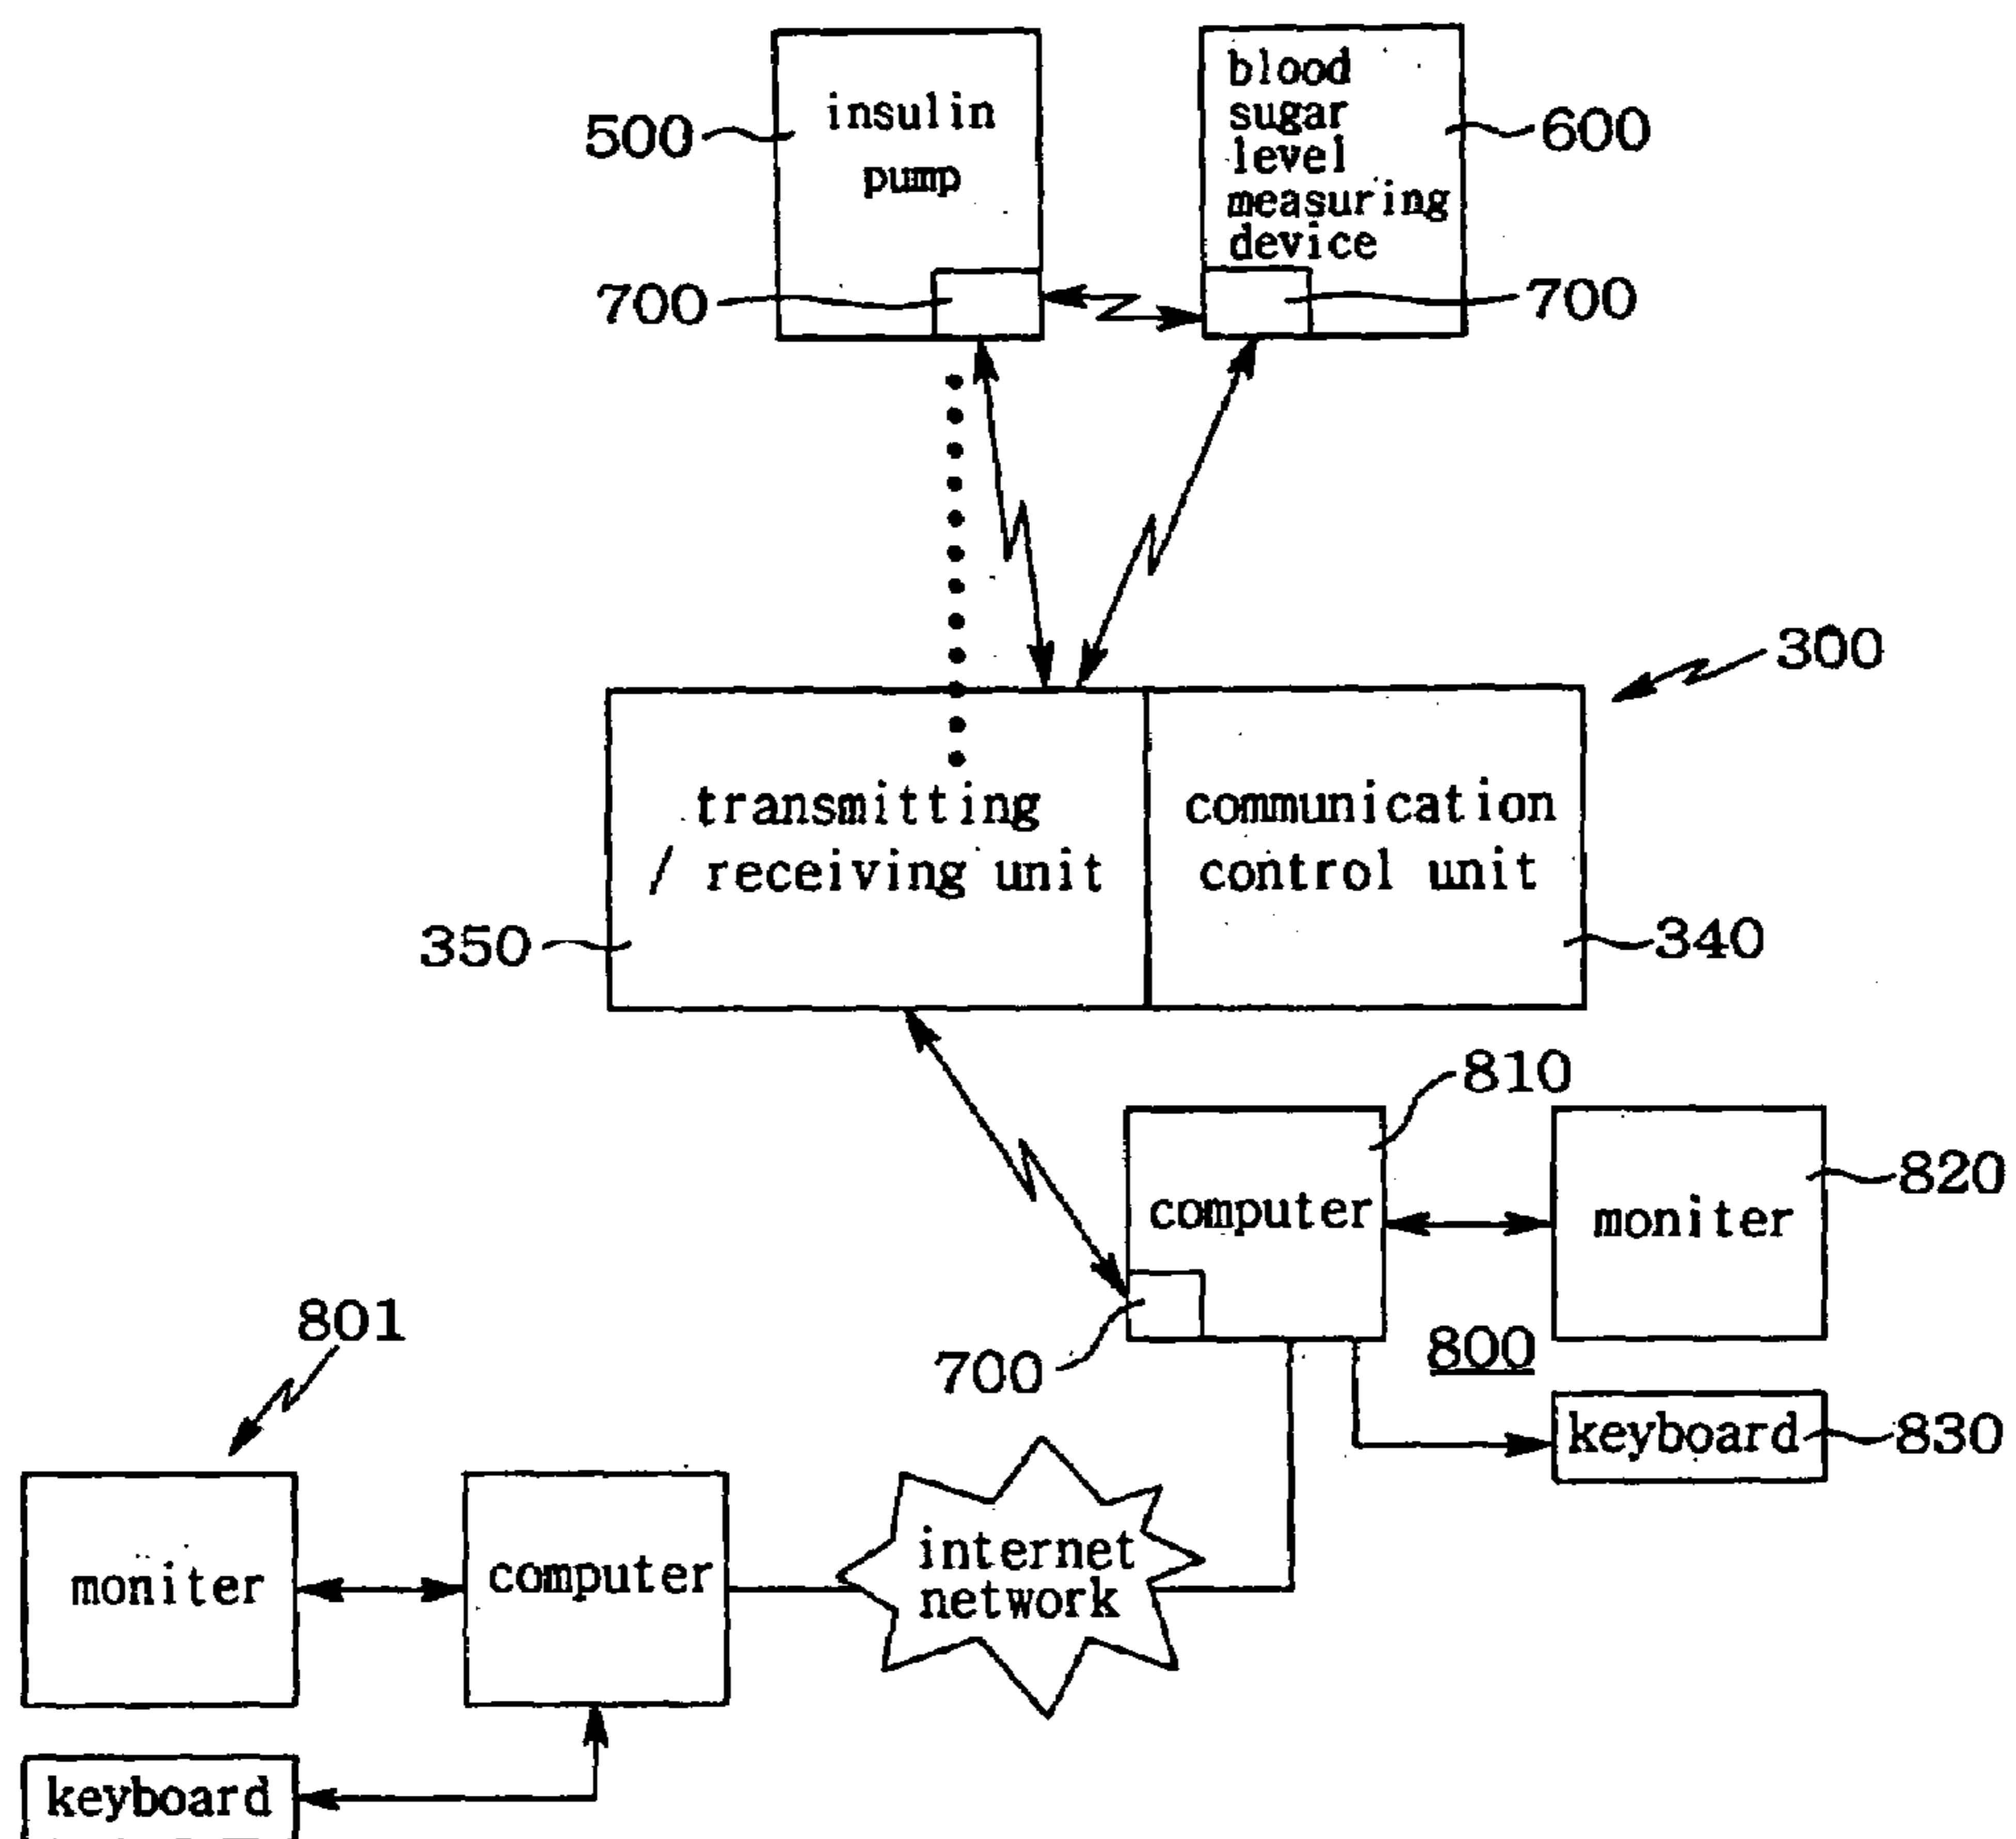 insulin
pump
500
700
blood
sugar
level
measuring
device
600
700
300
transmitting
/ receiving unit
350
communication
control unit
340
810
computer
700
moniter
820
800
keyboard
830
801
moniter
computer
internet
network
keyboard